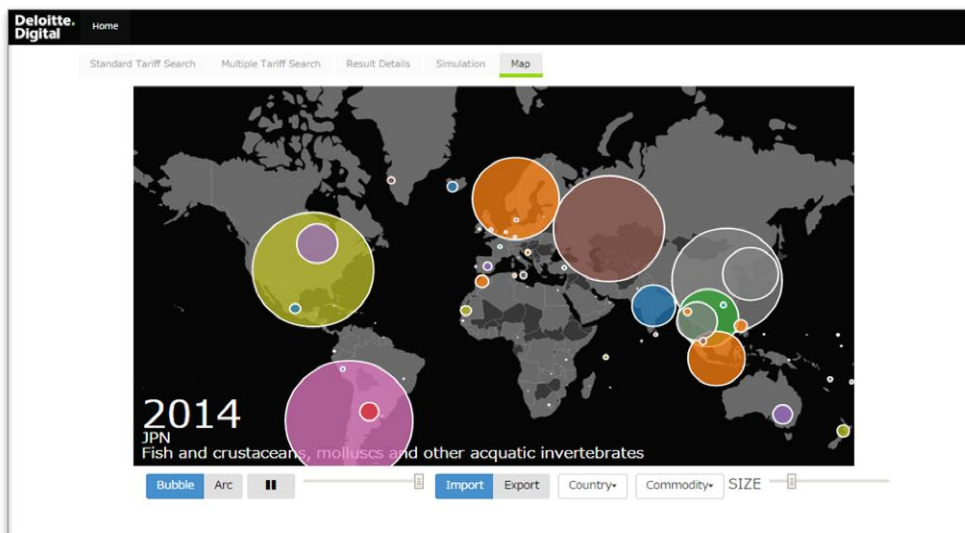 Deloitte.
Digital
Home
Standard Tariff Search Multiple Tariff Search Result Details Simulation Map
2014
JPN
Fish and crustaceans, molluscs and other acquatic invertebrates
Bubble Arc Import Export Country Commodity SIZE